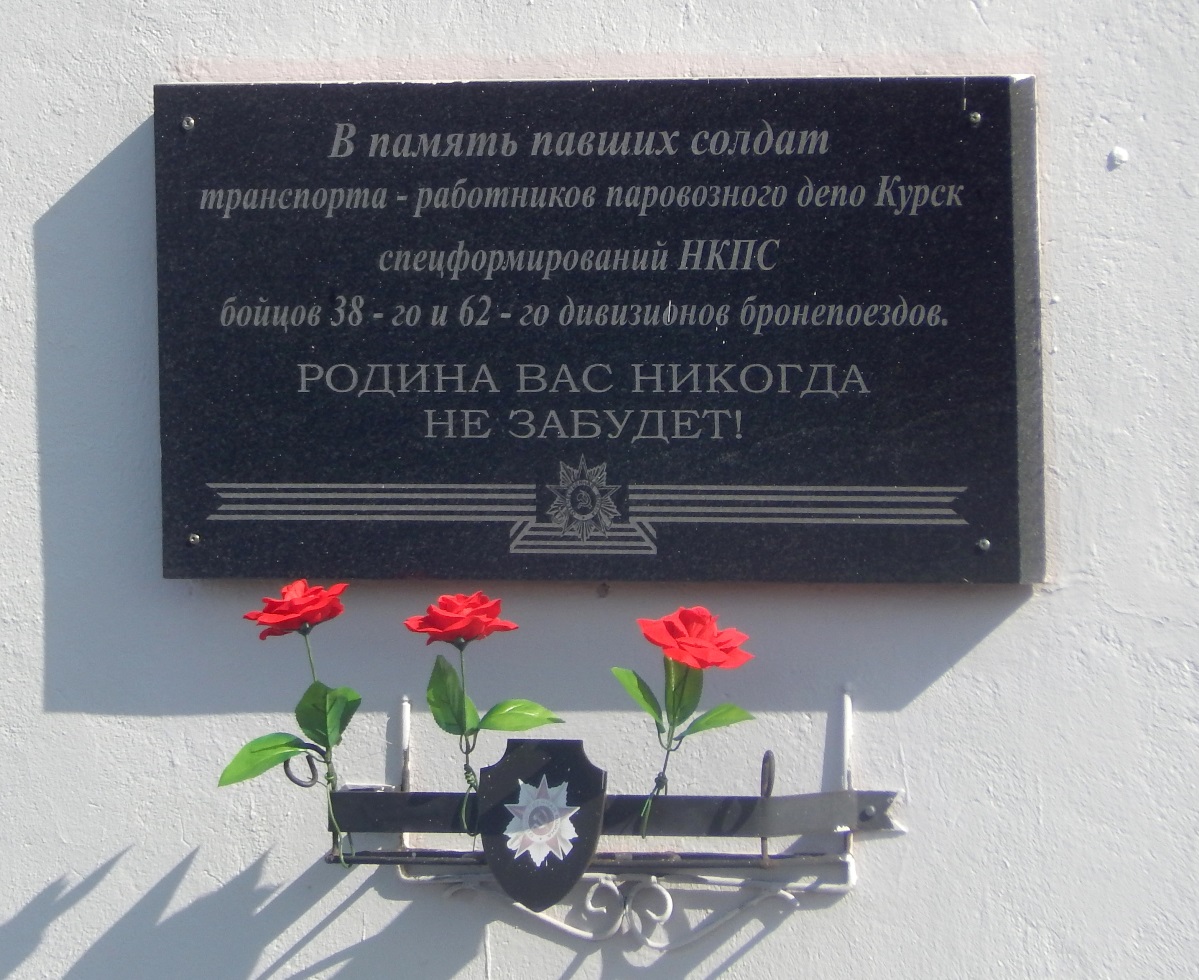 В память павших солдат
транспорта - работников паровозного депо Курск
спецформирований НКПС
бойцов 38 - го и 62 - го дивизионов бронепоездов.
РОДИНА ВАС НИКОГДА
НЕ ЗАБУДЕТ!